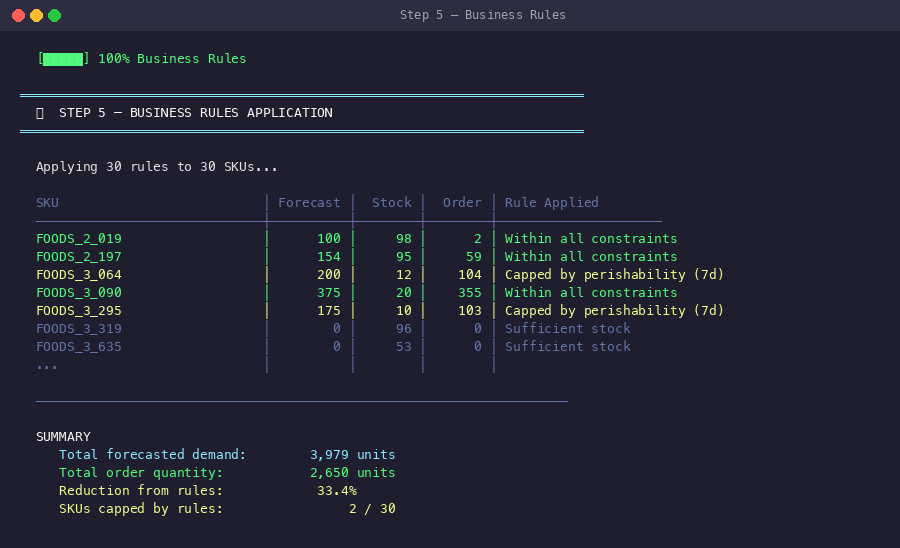 Step 5 — Business Rules
[█████] 100% Business Rules
STEP 5 — BUSINESS RULES APPLICATION
Applying 30 rules to 30 SKUs...
SKU │ Forecast │ Stock │ Order │ Rule Applied
FOODS_2_019 │ 100 │ 98 │ 2 │ Within all constraints
FOODS_2_197 │ 154 │ 95 │ 59 │ Within all constraints
FOODS_3_064 │ 200 │ 12 │ 104 │ Capped by perishability (7d)
FOODS_3_090 │ 375 │ 20 │ 355 │ Within all constraints
FOODS_3_295 │ 175 │ 10 │ 103 │ Capped by perishability (7d)
FOODS_3_319 │ 0 │ 96 │ 0 │ Sufficient stock
FOODS_3_635 │ 0 │ 53 │ 0 │ Sufficient stock
... │ │ │ │
SUMMARY
Total forecasted demand: 3,979 units
Total order quantity: 2,650 units
Reduction from rules: 33.4%
SKUs capped by rules: 2 / 30